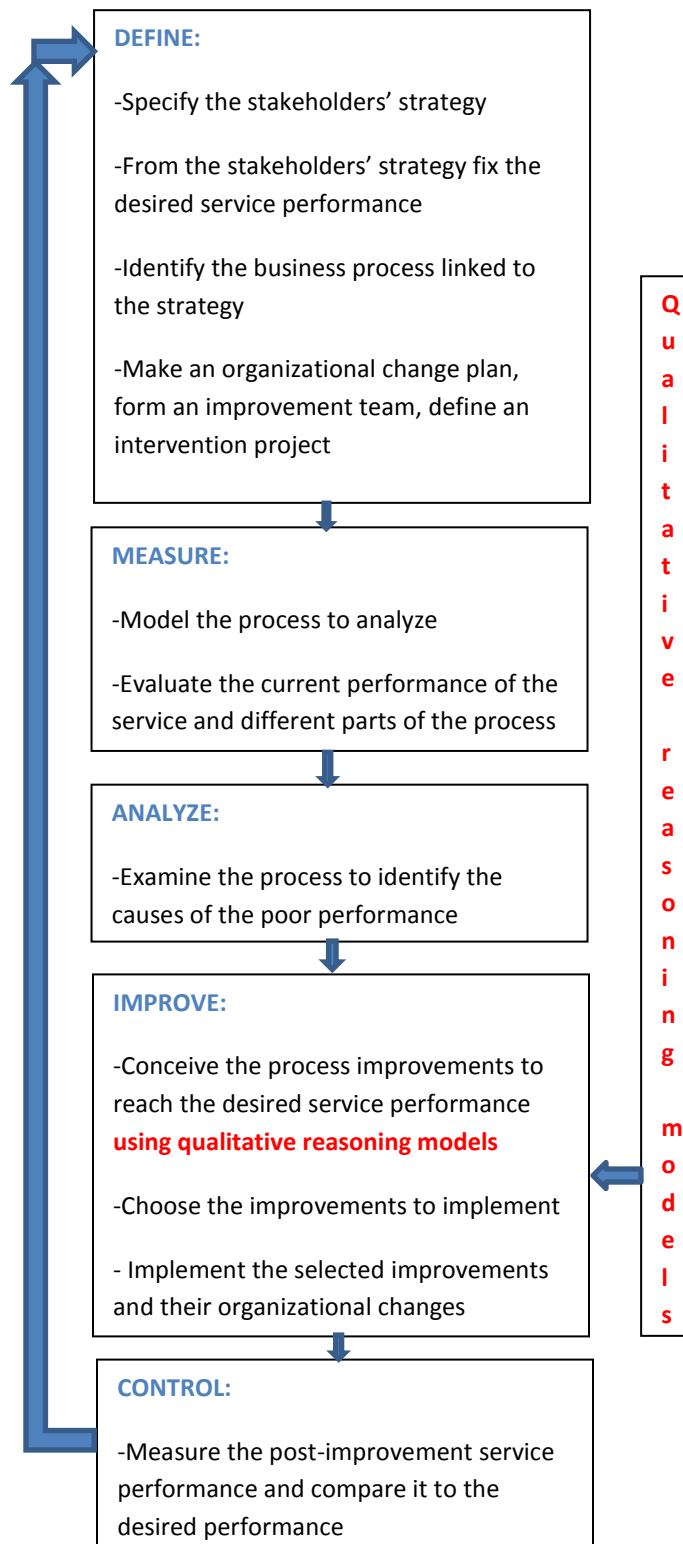 DEFINE:
-Specify the stakeholders’ strategy
-From the stakeholders’ strategy fix the
desired service performance
-Identify the business process linked to
the strategy
-Make an organizational change plan,
form an improvement team, define an
intervention project
MEASURE:
-Model the process to analyze
-Evaluate the current performance of the
service and different parts of the process
ANALYZE:
-Examine the process to identify the
causes of the poor performance
IMPROVE:
-Conceive the process improvements to
reach the desired service performance
using qualitative reasoning models
-Choose the improvements to implement
- Implement the selected improvements
and their organizational changes
CONTROL:
-Measure the post-improvement service
performance and compare it to the
desired performance
Qualitative reasoning models